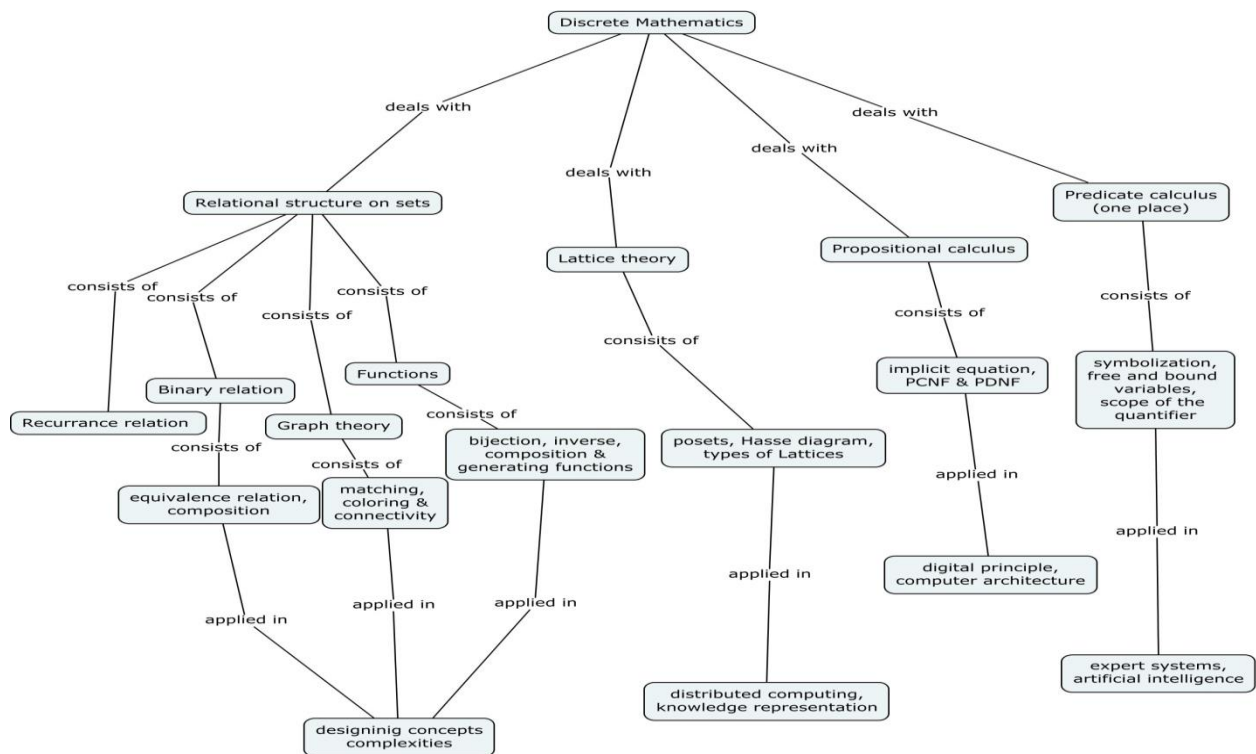 Discrete Mathematics
deals with
deals with
deals with
deals with
Relational structure on sets
Predicate calculus
(one place)
Lattice theory
Propositional calculus
consists of
consists of
consists of
consists of
consisits of
consists of
consists of
Functions
Binary relation
Recurrance relation
Graph theory
implicit equation,
PCNF & PDNF
symbolization,
free and bound
variables,
scope of the
quantifier
consists of
consists of
consists of
bijection, inverse,
composition &
generating functions
posets, Hasse diagram,
types of Lattices
equivalence relation,
composition
matching,
coloring &
connectivity
applied in
applied in
applied in
applied in
applied in
applied in
digital principle,
computer architecture
expert systems,
artificial intelligence
distributed computing,
knowledge representation
designinig concepts
complexities